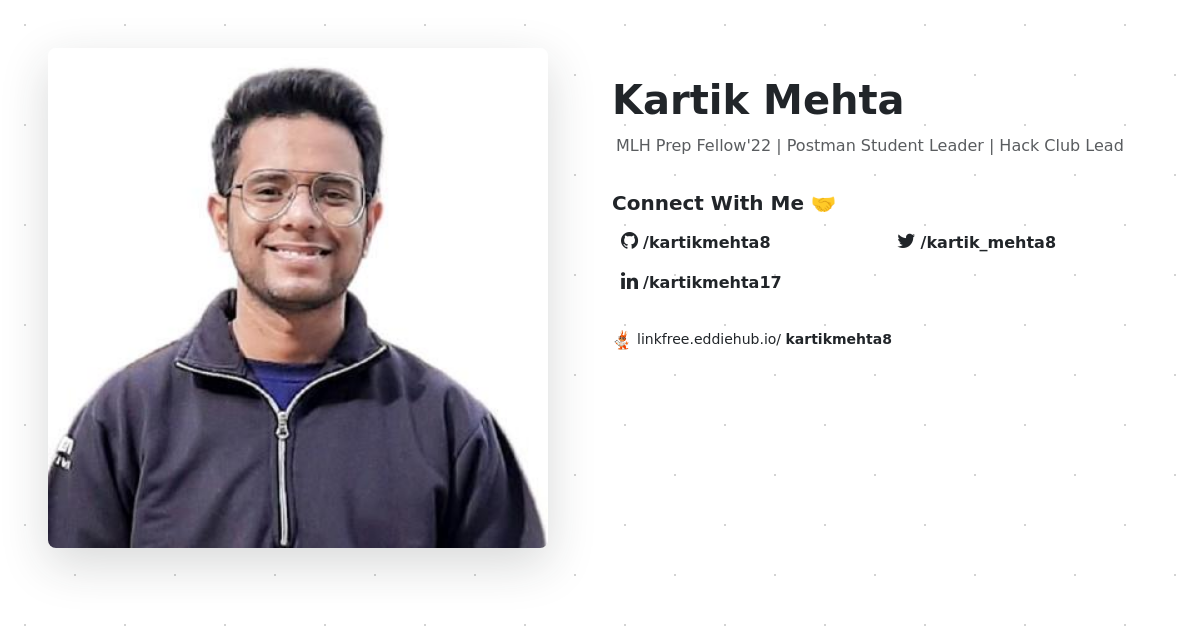 Kartik Mehta
MLH Prep Fellow'22 | Postman Student Leader | Hack Club Lead
Connect With Me 🤝
/kartikmehta8
/kartik_mehta8
/kartikmehta17
linkfree.eddiehub.io/ kartikmehta8